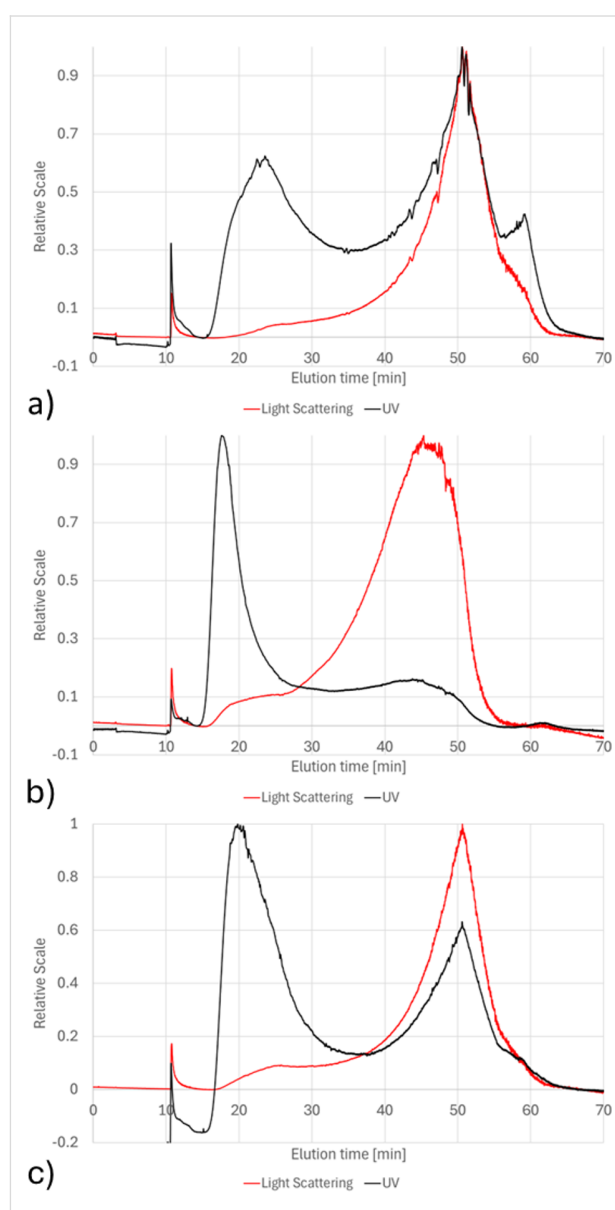 0.9
0.7
0.5
0.3
0.1
-0.1
Relative Scale
0 10 20 30 40 50 60 70
Elution time [min]
a)
Light Scattering UV
0.9
0.7
0.5
0.3
0.1
-0.1
Relative Scale
0 10 20 30 40 50 60 70
Elution time [min]
b)
Light Scattering UV
1
0.8
0.6
0.4
0.2
0
-0.2
Relative Scale
0 10 20 30 40 50 60 70
Elution time [min]
c)
Light Scattering UV